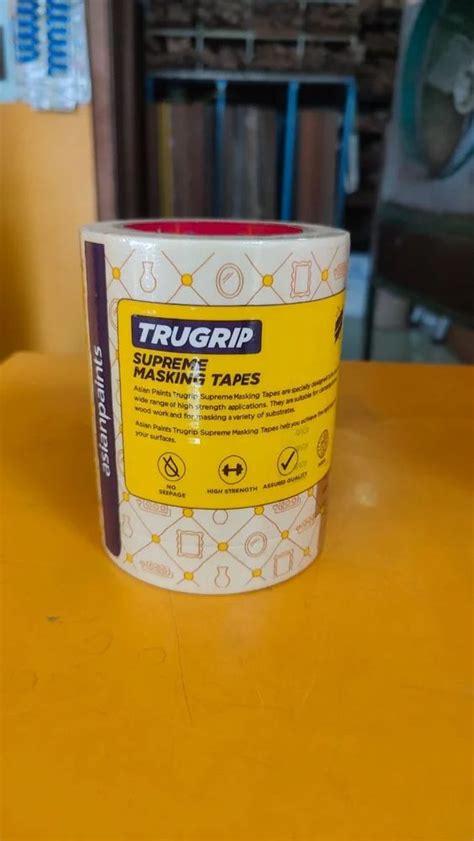 asianpaints
TRUGRIP
SUPREME
MASKING TAPES
Asian Paints Trugrip Supreme Masking Tapes are specially designed
wide range of high strength applications. They are suitable for
wood work and for masking a variety of substrates.
Asian Paints Trugrip Supreme Masking Tapes help you achieve the
your surfaces.
NO
SEEPAGE
HIGH STRENGTH
ASSURED QUALITY